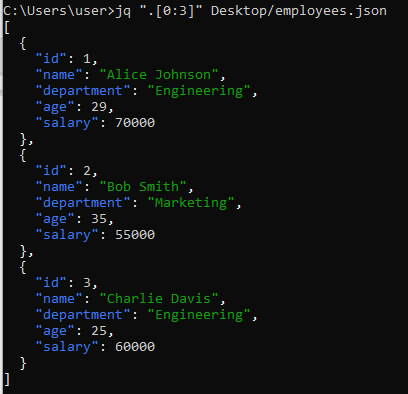 C:\Users\user>jq ".[0:3]" Desktop/employees.json
[
  {
    "id": 1,
    "name": "Alice Johnson",
    "department": "Engineering",
    "age": 29,
    "salary": 70000
  },
  {
    "id": 2,
    "name": "Bob Smith",
    "department": "Marketing",
    "age": 35,
    "salary": 55000
  },
  {
    "id": 3,
    "name": "Charlie Davis",
    "department": "Engineering",
    "age": 25,
    "salary": 60000
  }
]